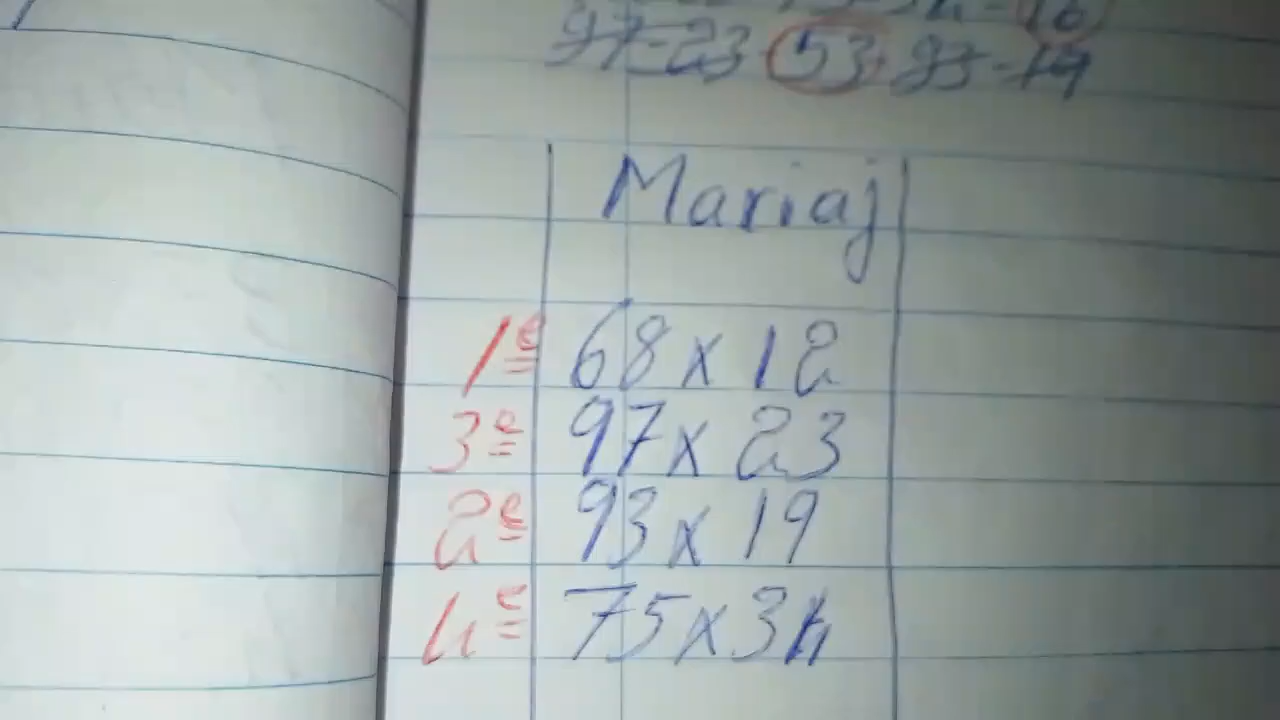 97-23 53 93-19
Mariaj
1e 68x12
3e 97x23
2e 93x19
4e 75x34